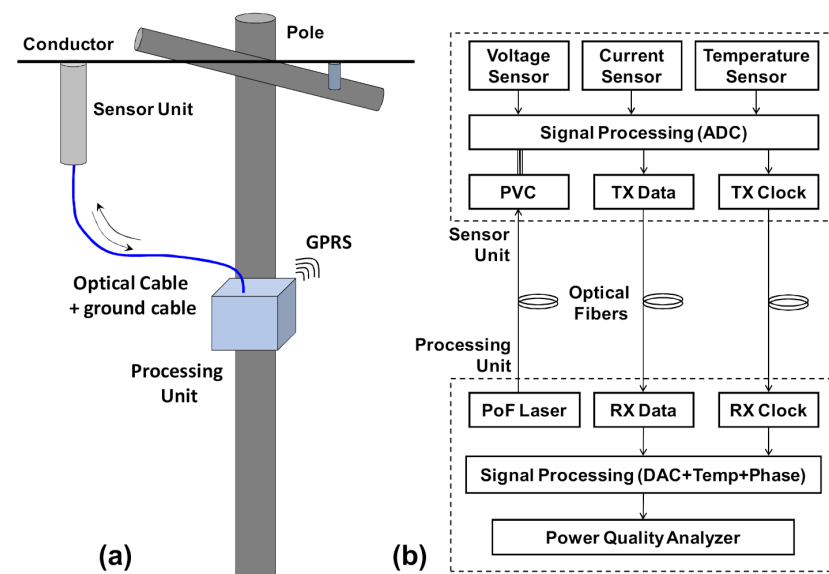 Pole
Conductor
Sensor Unit
GPRS
Optical Cable
+ ground cable
Processing
Unit
(a)
Voltage
Sensor
Current
Sensor
Temperature
Sensor
Signal Processing (ADC)
PVC
TX Data
TX Clock
Sensor
Unit
Optical
Fibers
Processing
Unit
PoF Laser
RX Data
RX Clock
Signal Processing (DAC+Temp+Phase)
Power Quality Analyzer
(b)